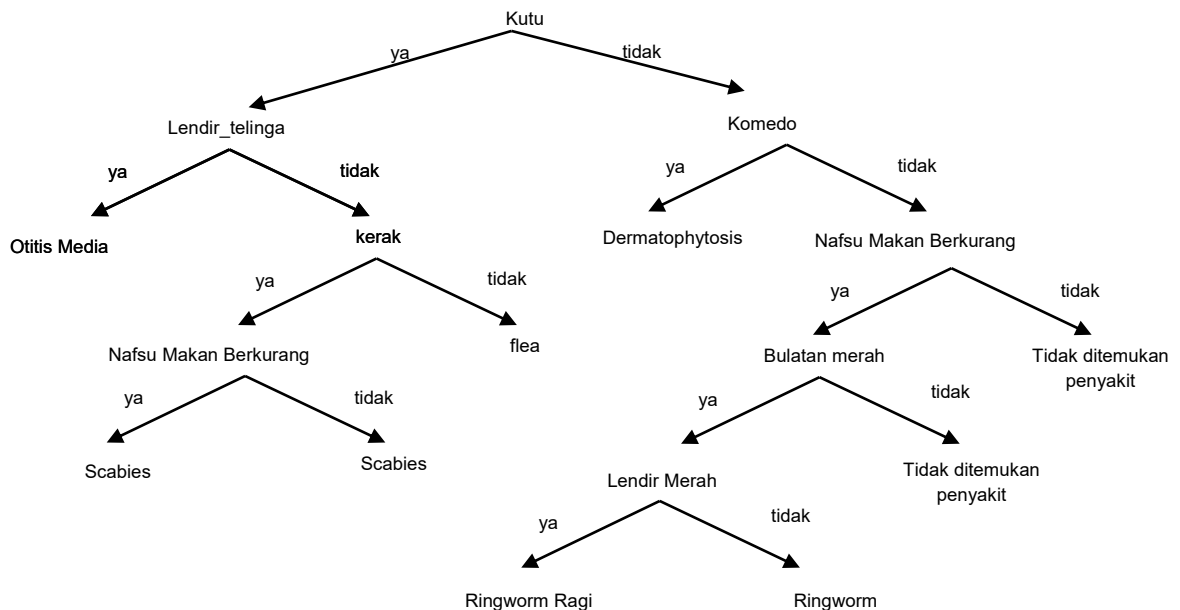 Kutu
ya
tidak
Lendir_telinga
Komedo
ya
tidak
ya
tidak
Otitis Media
kerak
Dermatophytosis
Nafsu Makan Berkurang
ya
tidak
ya
tidak
Nafsu Makan Berkurang
flea
Bulatan merah
Tidak ditemukan
penyakit
ya
tidak
ya
tidak
Scabies
Scabies
Lendir Merah
Tidak ditemukan
penyakit
ya
tidak
Ringworm Ragi
Ringworm